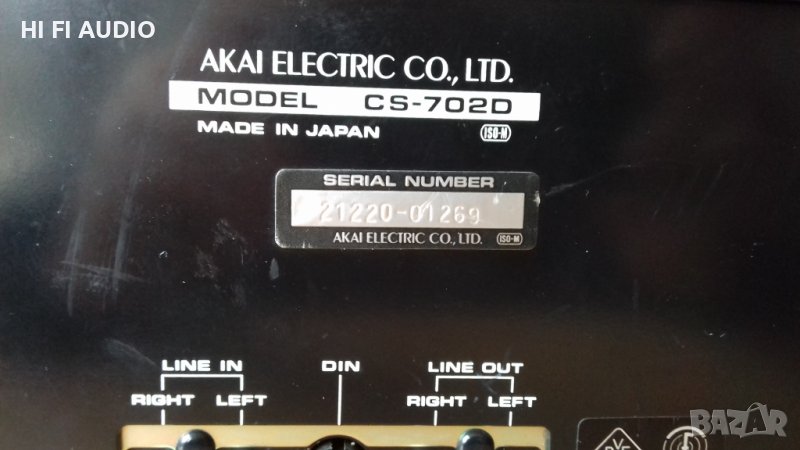 HI FI AUDIO
AKAI ELECTRIC CO., LTD.
MODEL CS-702D
MADE IN JAPAN ISO-M
SERIAL NUMBER
21220-01269
AKAI ELECTRIC CO., LTD. ISO-M
LINE IN DIN LINE OUT
RIGHT LEFT RIGHT LEFT
BAZAR